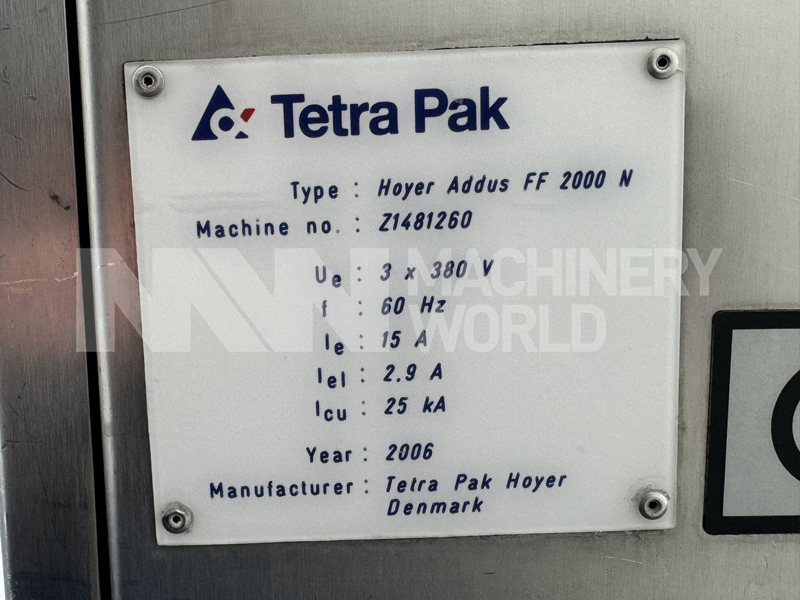 Tetra Pak
Type : Hoyer Addus FF 2000 N
Machine no. : Z1481260
MACHINERY
WORLD
Ue : 3 x 380 V
f : 60 Hz
Ie : 15 A
Iel : 2.9 A
Icu : 25 kA
Year : 2006
Manufacturer : Tetra Pak Hoyer
Denmark